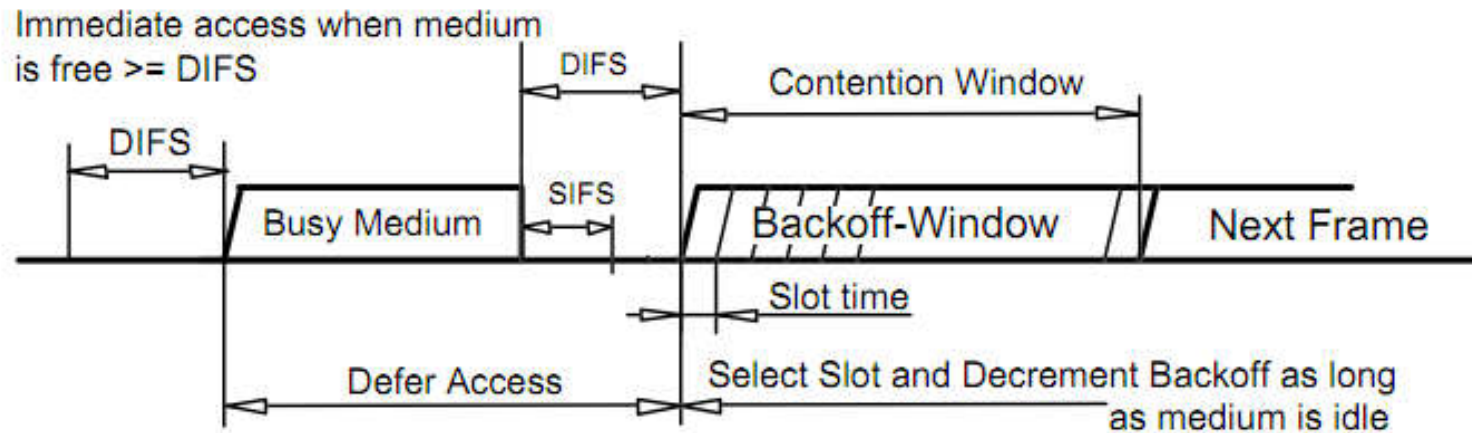 Immediate access when medium
is free >= DIFS
DIFS
Contention Window
DIFS
SIFS
Busy Medium
Backoff-Window
Next Frame
Slot time
Defer Access
Select Slot and Decrement Backoff as long
as medium is idle